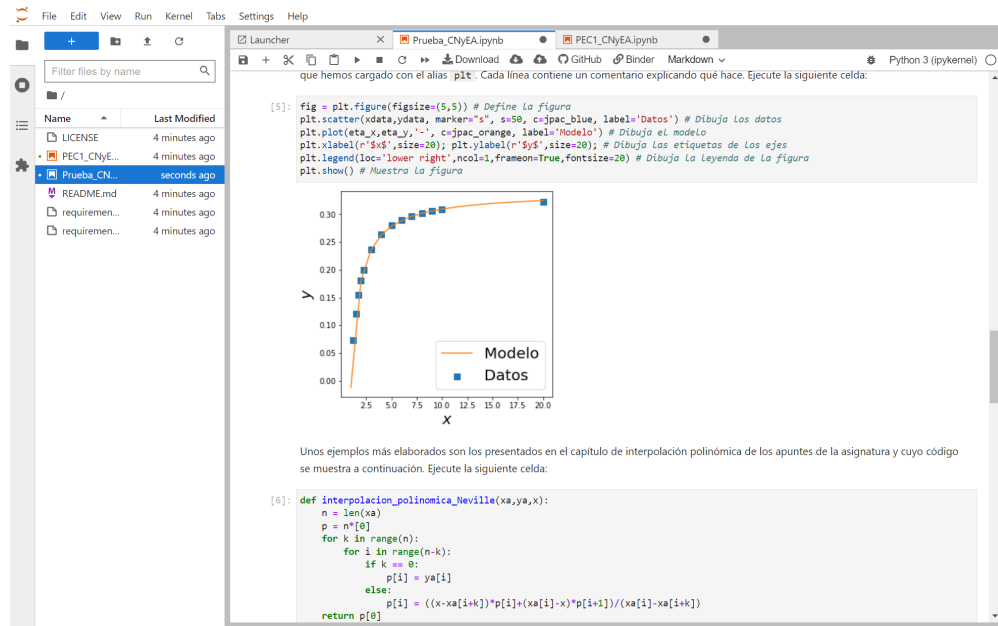 File Edit View Run Kernel Tabs Settings Help
Filter files by name
/
Name Last Modified
LICENSE 4 minutes ago
PEC1_CNyE... 4 minutes ago
Prueba_CN... seconds ago
README.md 4 minutes ago
requiremen... 4 minutes ago
requiremen... 4 minutes ago
Launcher Prueba_CNyEA.ipynb PEC1_CNyEA.ipynb
Download GitHub Binder Markdown Python 3 (ipykernel)
que hemos cargado con el alias plt . Cada línea contiene un comentario explicando qué hace. Ejecute la siguiente celda:
[5]: fig = plt.figure(figsize=(5,5)) # Define la figura
plt.scatter(xdata,ydata, marker="s", s=50, c=jpac_blue, label='Datos') # Dibuja los datos
plt.plot(eta_x,eta_y,'-', c=jpac_orange, label='Modelo') # Dibuja el modelo
plt.xlabel(r'$x$',size=20); plt.ylabel(r'$y$',size=20); # Dibuja las etiquetas de los ejes
plt.legend(loc='lower right',ncol=1,frameon=True,fontsize=20) # Dibuja la leyenda de la figura
plt.show() # Muestra la figura
0.30
0.25
0.20
y 0.15
0.10
0.05
0.00
Modelo
Datos
2.5 5.0 7.5 10.0 12.5 15.0 17.5 20.0
x
Unos ejemplos más elaborados son los presentados en el capítulo de interpolación polinómica de los apuntes de la asignatura y cuyo código
se muestra a continuación. Ejecute la siguiente celda:
[6]: def interpolacion_polinomica_Neville(xa,ya,x):
n = len(xa)
p = n*[0]
for k in range(n):
for i in range(n-k):
if k == 0:
p[i] = ya[i]
else:
p[i] = ((x-xa[i+k])*p[i]+(xa[i]-x)*p[i+1])/(xa[i]-xa[i+k])
return p[0]